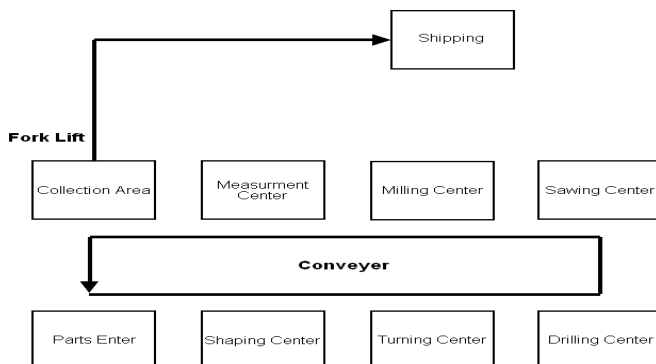 Shipping
Fork Lift
Collection Area
Measurment
Center
Milling Center
Sawing Center
Conveyer
Parts Enter
Shaping Center
Turning Center
Drilling Center